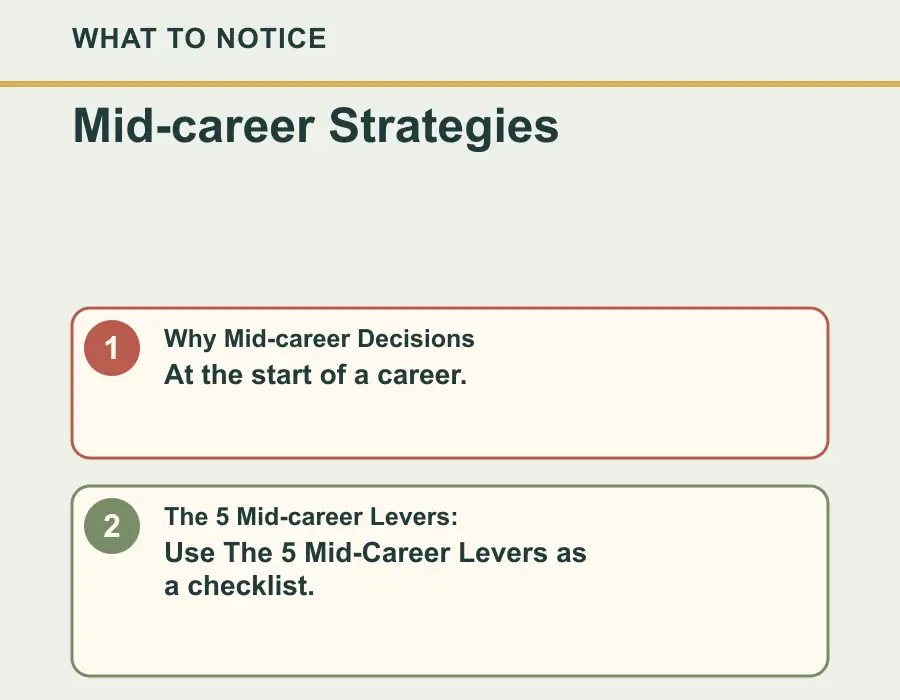 WHAT TO NOTICE
Mid-career Strategies
1
Why Mid-career Decisions
At the start of a career.
2
The 5 Mid-career Levers:
Use The 5 Mid-Career Levers as
a checklist.